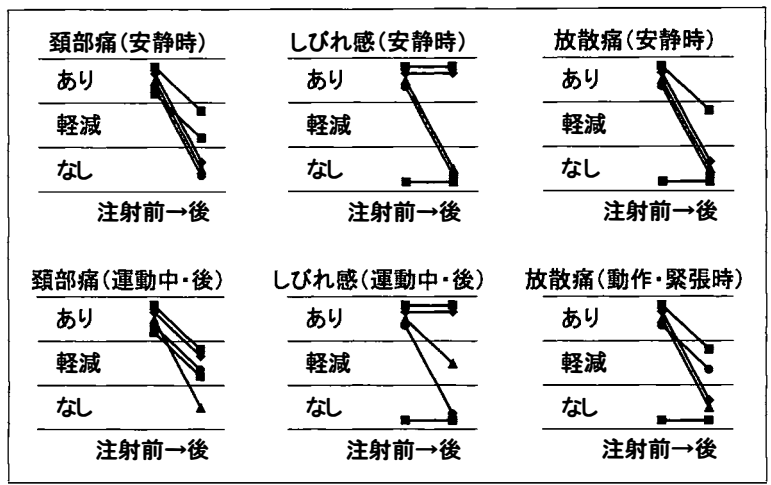 頚部痛(安静時)
あり
軽減
なし
注射前→後
しびれ感(安静時)
あり
軽減
なし
注射前→後
放散痛(安静時)
あり
軽減
なし
注射前→後
頚部痛(運動中・後)
あり
軽減
なし
注射前→後
しびれ感(運動中・後)
あり
軽減
なし
注射前→後
放散痛(動作・緊張時)
あり
軽減
なし
注射前→後